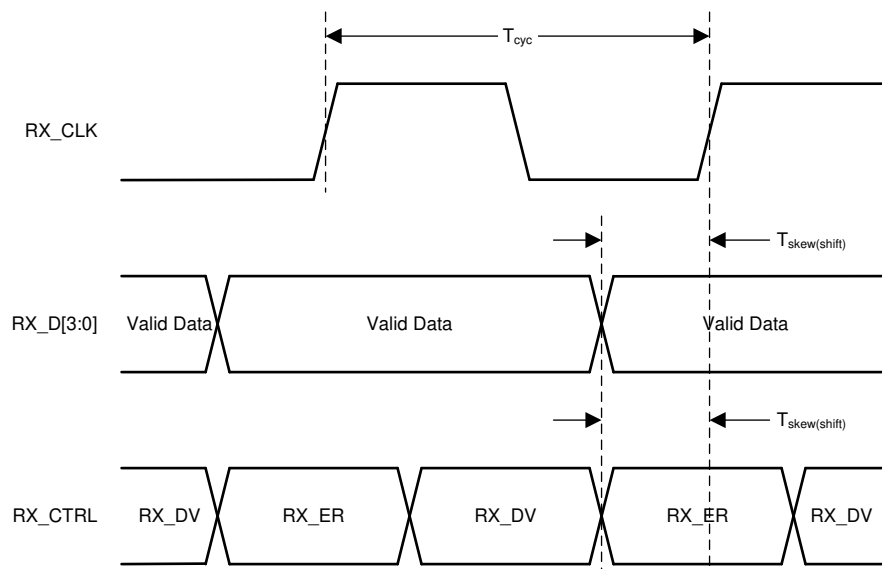 Tcyc
RX_CLK
Tskew(shift)
RX_D[3:0] Valid Data Valid Data Valid Data
Tskew(shift)
RX_CTRL RX_DV RX_ER RX_DV RX_ER RX_DV